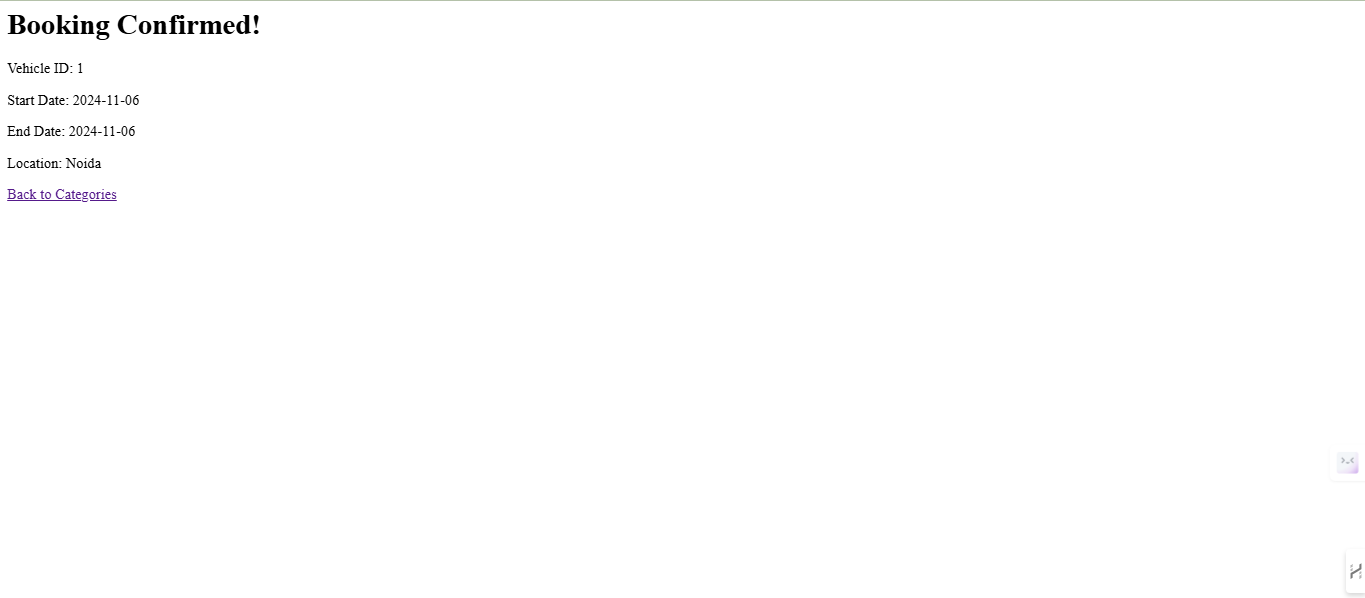 Booking Confirmed!
Vehicle ID: 1
Start Date: 2024-11-06
End Date: 2024-11-06
Location: Noida
Back to Categories